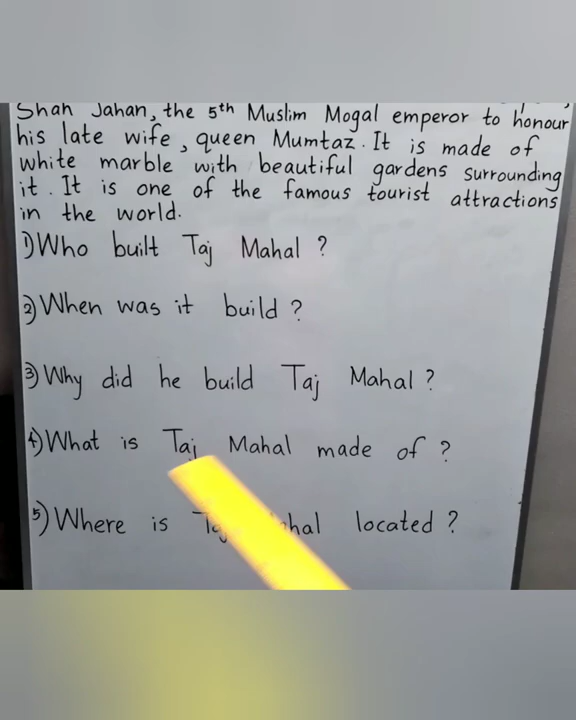 Shah Jahan, the 5th Muslim Mogal emperor to honour
his late wife, queen Mumtaz. It is made of
white marble with beautiful gardens surrounding
it. It is one of the famous tourist attractions
in the world.
1) Who built Taj Mahal ?
2) When was it build ?
3) Why did he build Taj Mahal ?
4) What is Taj Mahal made of ?
5) Where is located ?